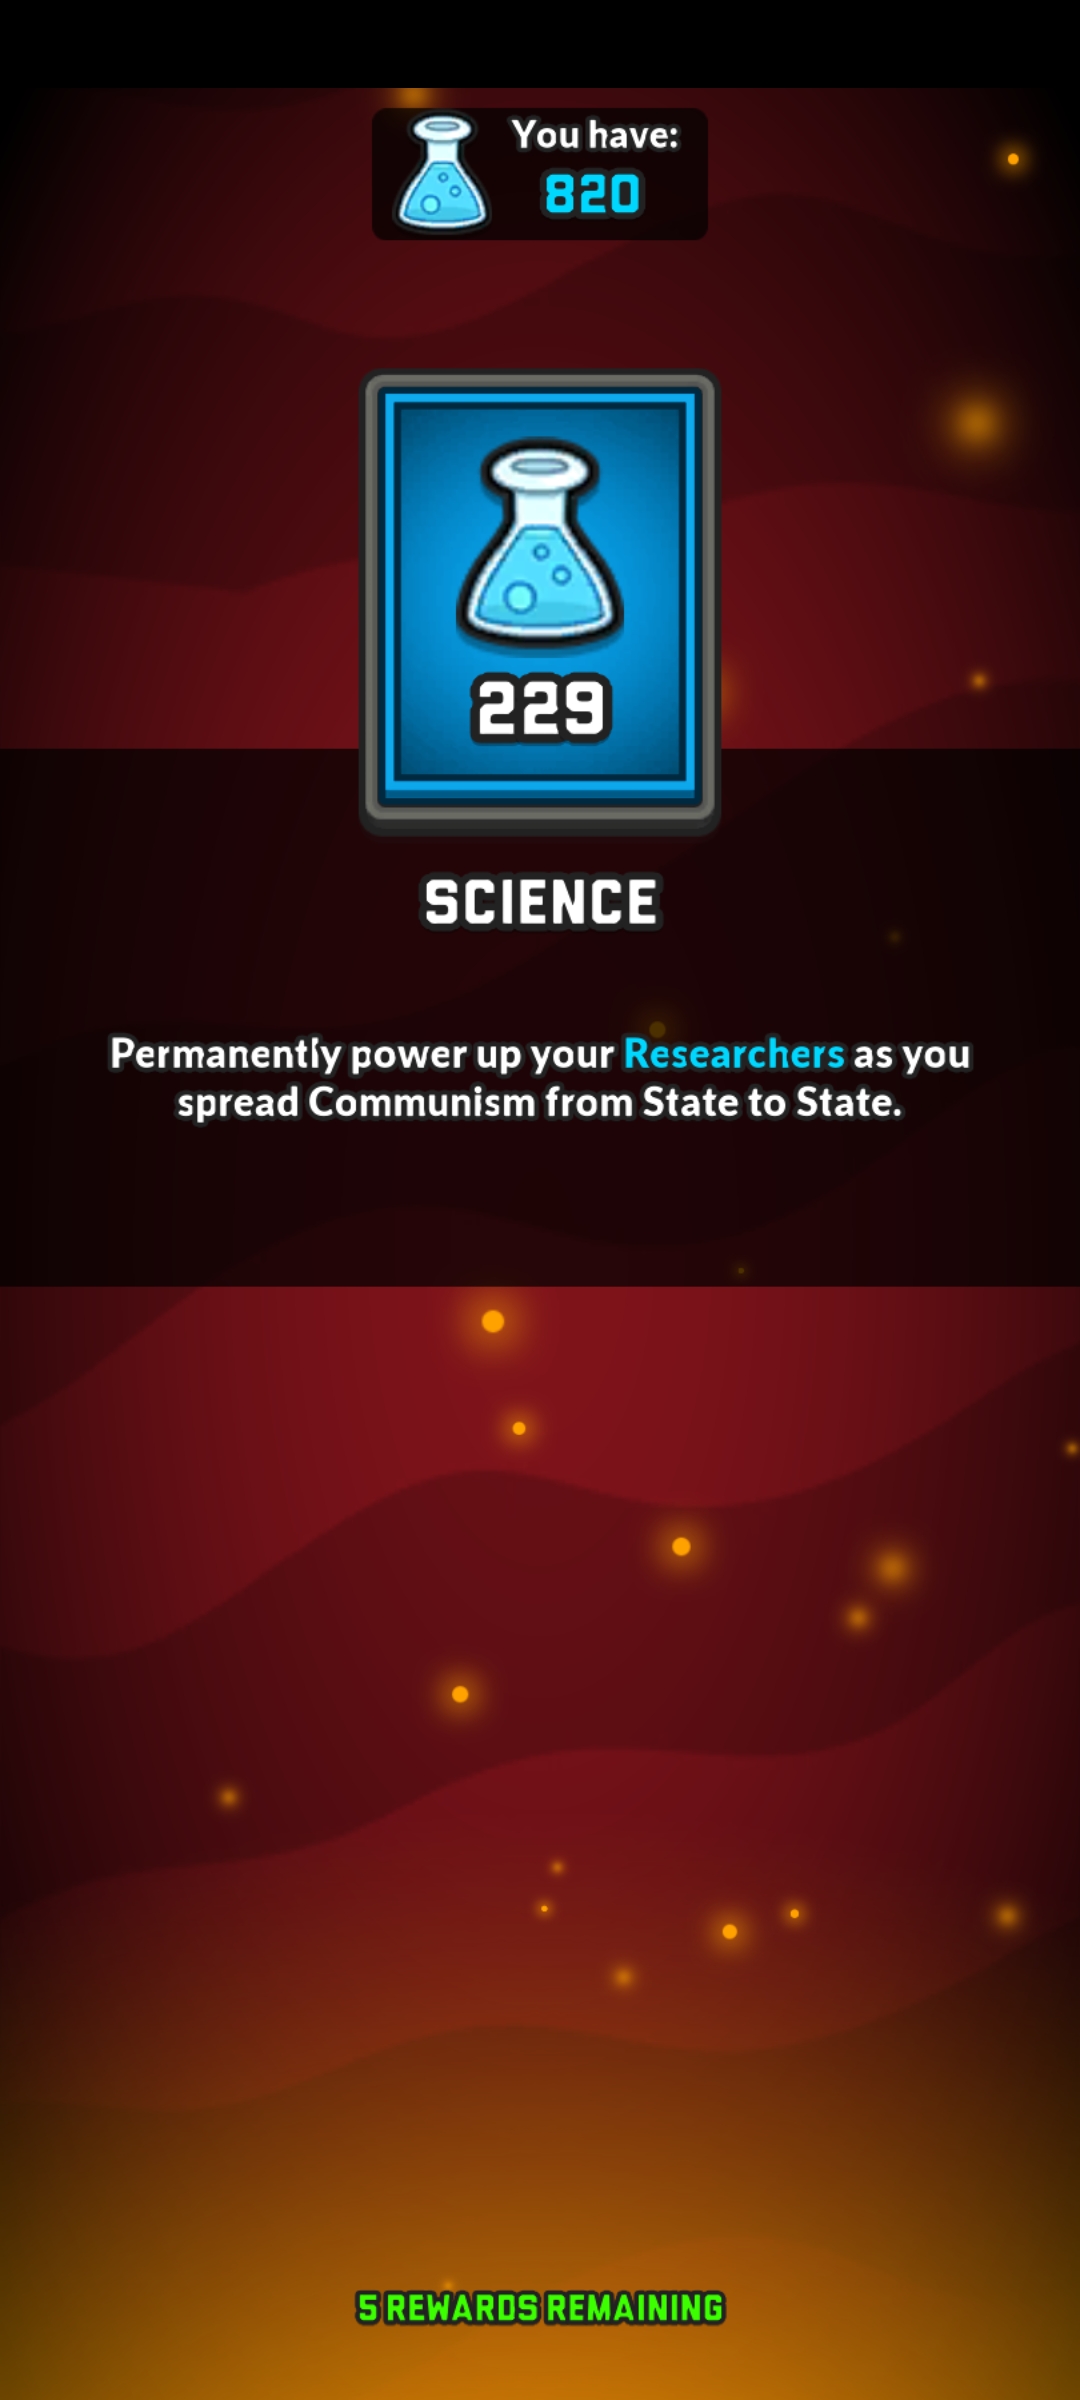 You have:
820
229
SCIENCE
Permanently power up your Researchers as you
spread Communism from State to State.
5 REWARDS REMAINING